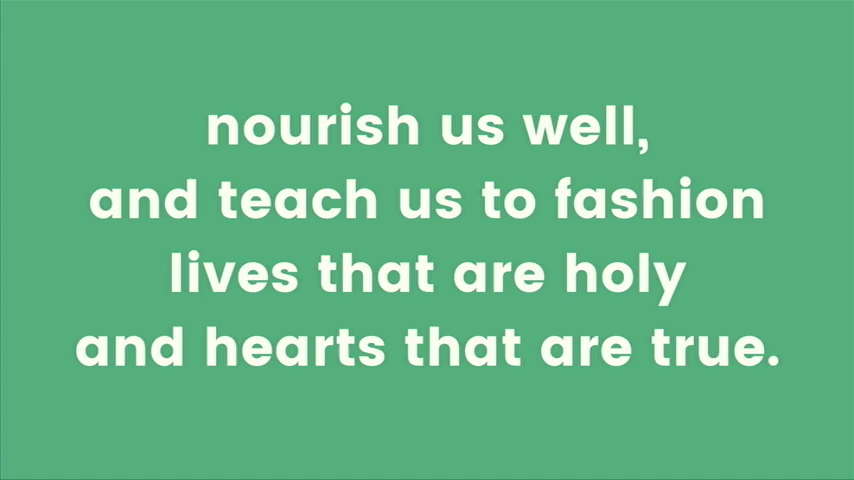 nourish us well,
and teach us to fashion
lives that are holy
and hearts that are true.